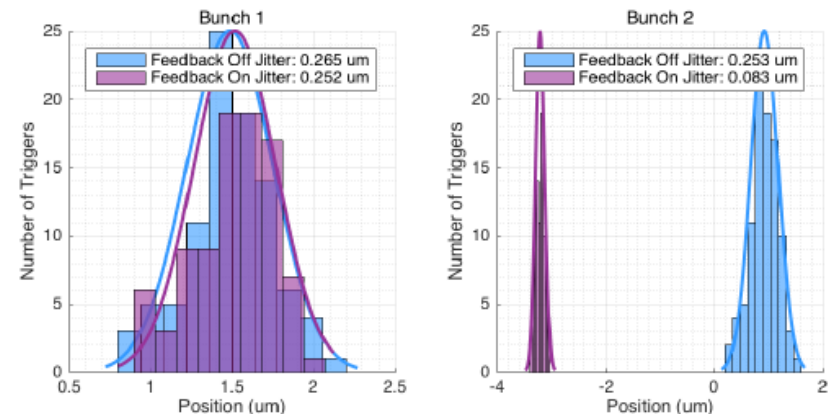 Bunch 1
Feedback Off Jitter: 0.265 um
Feedback On Jitter: 0.252 um
Number of Triggers
25
20
15
10
5
0
0.5 1 1.5 2 2.5
Position (um)
Bunch 2
Feedback Off Jitter: 0.253 um
Feedback On Jitter: 0.083 um
Number of Triggers
25
20
15
10
5
0
-4 -2 0 2
Position (um)